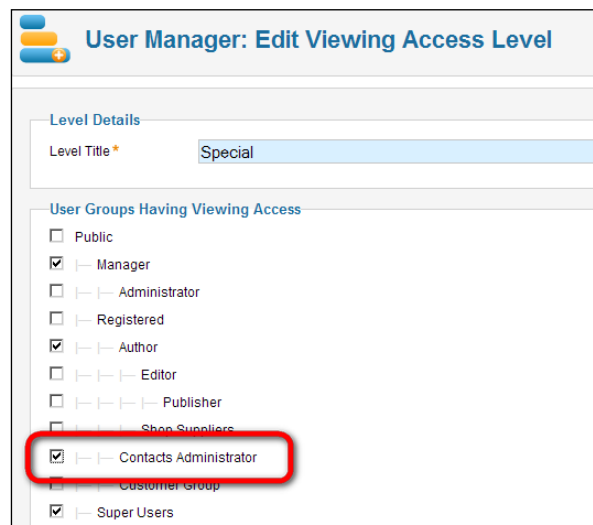 User Manager: Edit Viewing Access Level
Level Details
Level Title *
Special
User Groups Having Viewing Access
Public
Manager
Administrator
Registered
Author
Editor
Publisher
Shop Suppliers
Contacts Administrator
Customer Group
Super Users